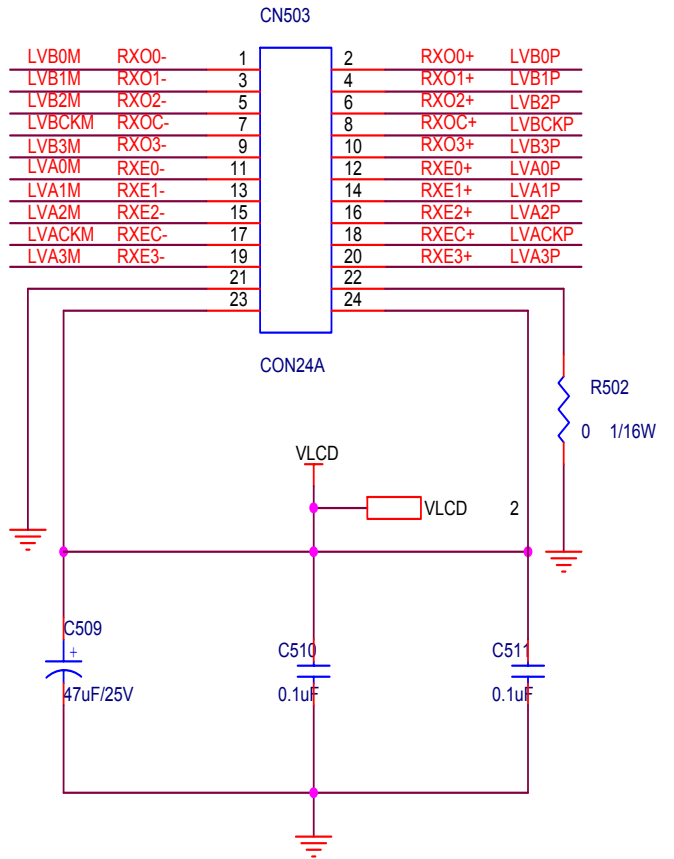 CN503
LVB0M RXO0- 1 2 RXO0+ LVB0P
LVB1M RXO1- 3 4 RXO1+ LVB1P
LVB2M RXO2- 5 6 RXO2+ LVB2P
LVBCKM RXOC- 7 8 RXOC+ LVBCKP
LVB3M RXO3- 9 10 RXO3+ LVB3P
LVA0M RXE0- 11 12 RXE0+ LVA0P
LVA1M RXE1- 13 14 RXE1+ LVA1P
LVA2M RXE2- 15 16 RXE2+ LVA2P
LVACKM RXEC- 17 18 RXEC+ LVACKP
LVA3M RXE3- 19 20 RXE3+ LVA3P
21 22
23 24
CON24A
R502
0 1/16W
VLCD
VLCD 2
C509 C510 C511
+
47uF/25V 0.1uF 0.1uF